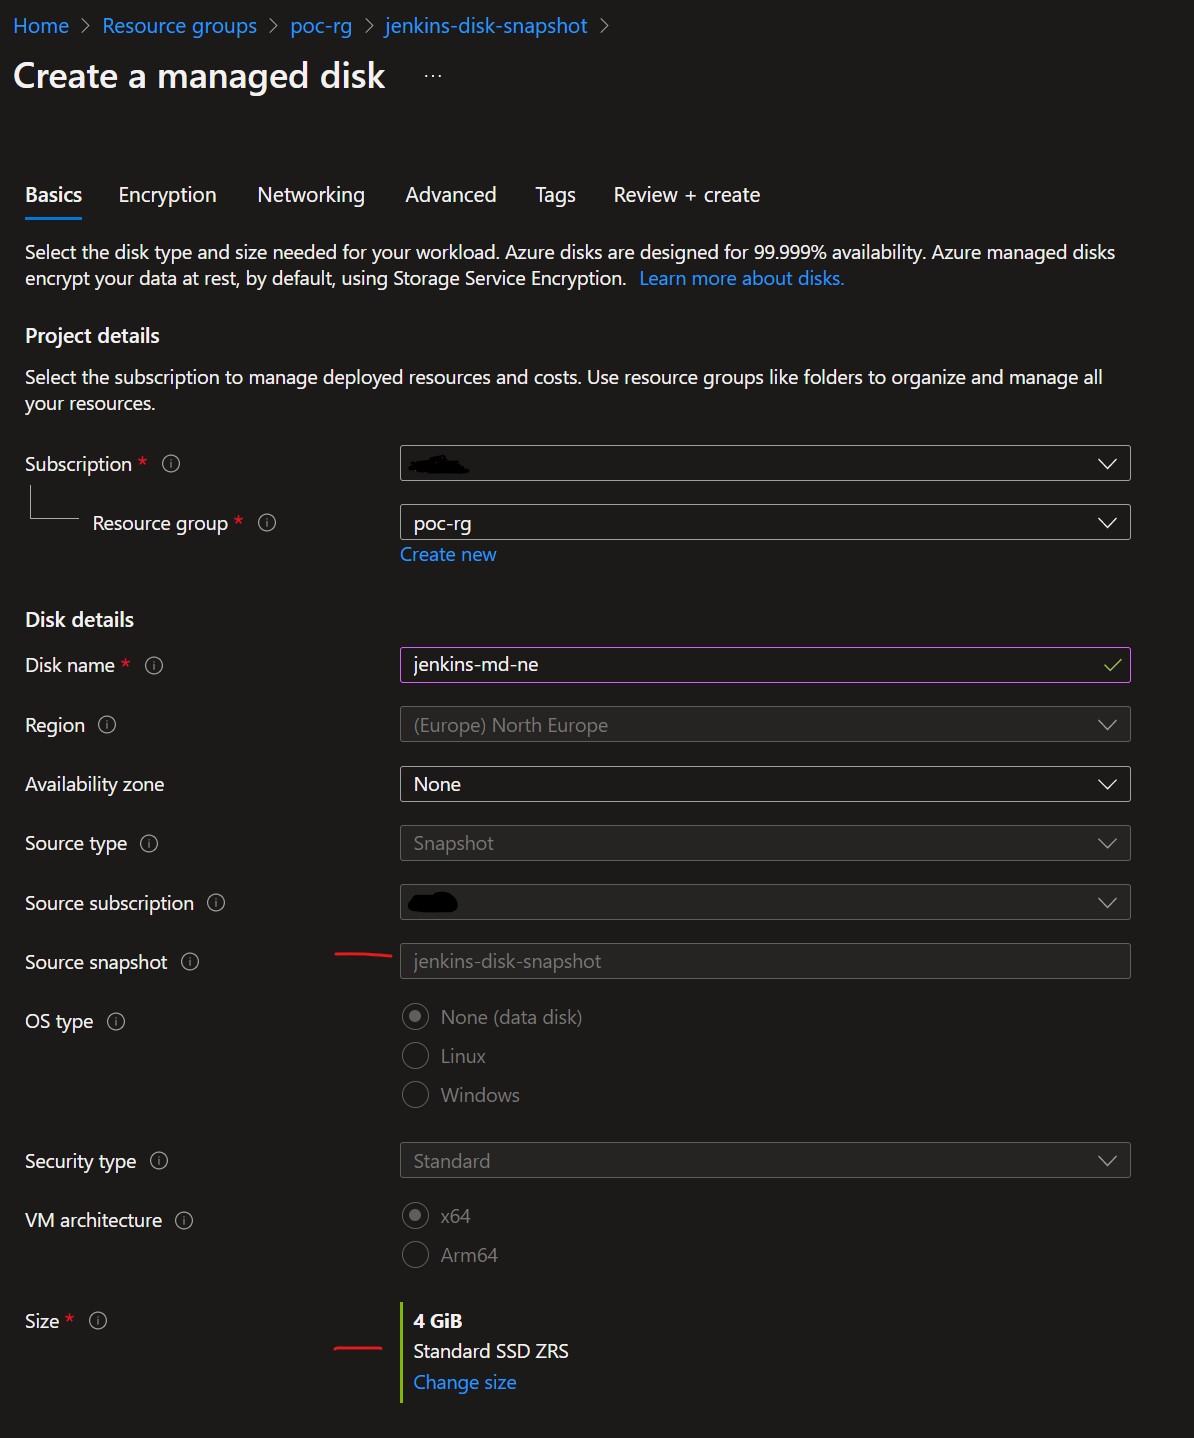 Home > Resource groups > poc-rg > jenkins-disk-snapshot >
Create a managed disk ...
Basics Encryption Networking Advanced Tags Review + create
Select the disk type and size needed for your workload. Azure disks are designed for 99.999% availability. Azure managed disks
encrypt your data at rest, by default, using Storage Service Encryption. Learn more about disks.
Project details
Select the subscription to manage deployed resources and costs. Use resource groups like folders to organize and manage all
your resources.
Subscription *
Resource group * poc-rg
Create new
Disk details
Disk name * jenkins-md-ne
Region (Europe) North Europe
Availability zone None
Source type Snapshot
Source subscription
Source snapshot jenkins-disk-snapshot
OS type None (data disk)
Linux
Windows
Security type Standard
VM architecture x64
Arm64
Size * 4 GiB
Standard SSD ZRS
Change size